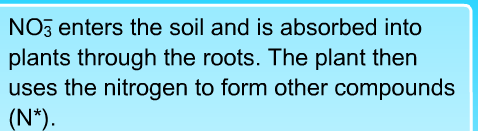 NO₃⁻ enters the soil and is absorbed into
plants through the roots. The plant then
uses the nitrogen to form other compounds
(N*).